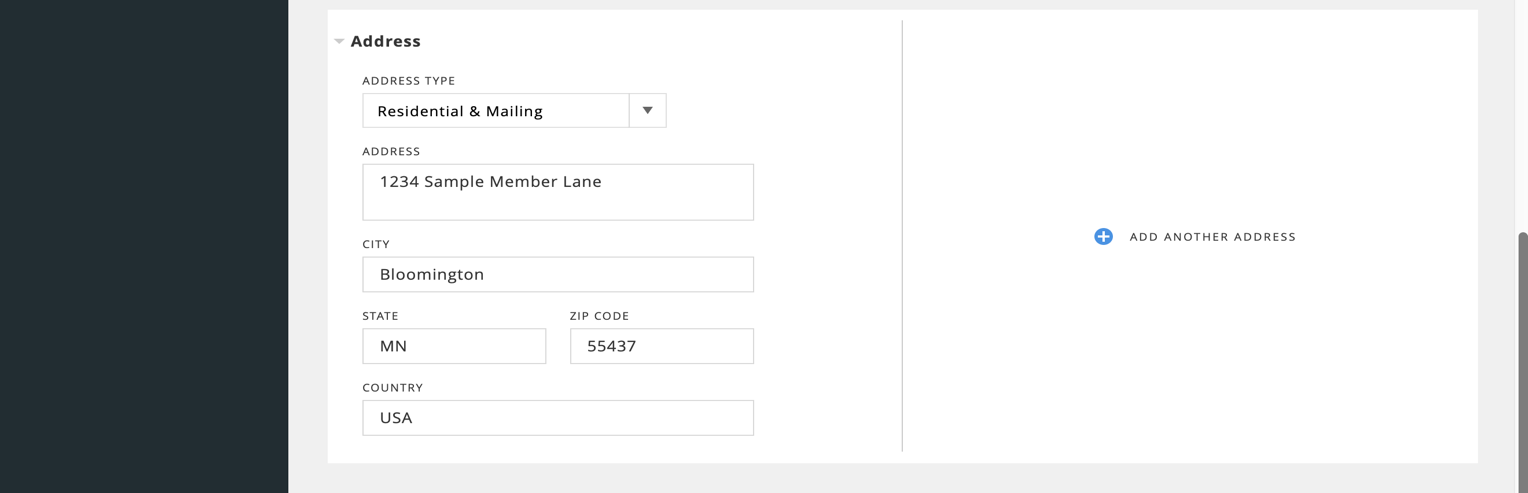 Address
ADDRESS TYPE
Residential & Mailing
ADDRESS
1234 Sample Member Lane
CITY
Bloomington
STATE
ZIP CODE
MN
55437
COUNTRY
USA
ADD ANOTHER ADDRESS